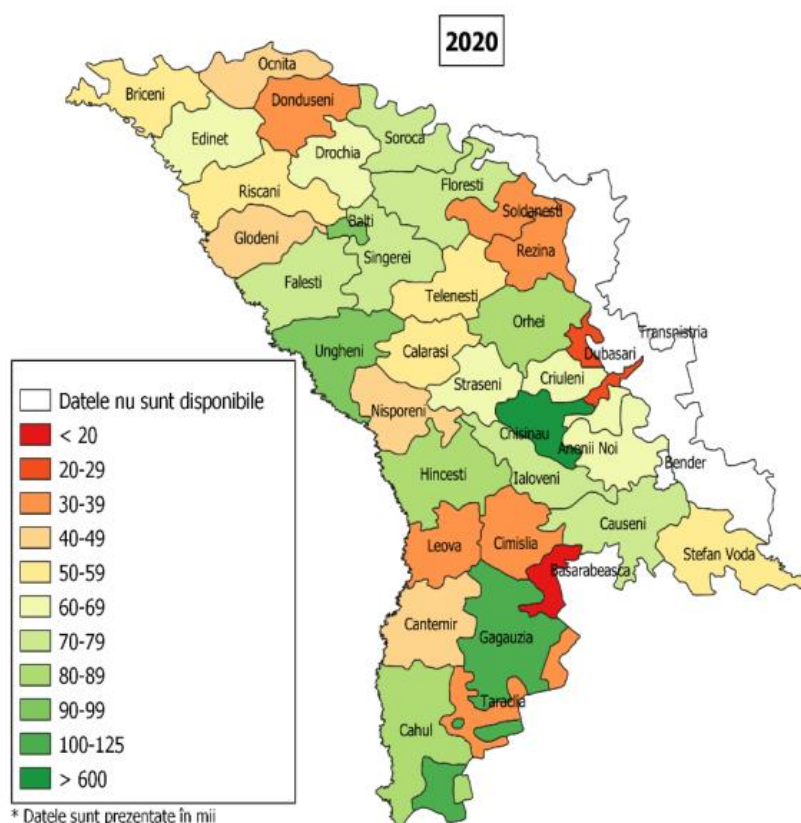 2020
Ocnita
Briceni
Donduseni
Edinet
Soroca
Drochia
Riscani
Floresti
Soldanesti
Balti
Glodeni
Rezina
Singerei
Falesti
Telenesti
Orhei
Transnistria
Ungheni
Calarasi
Dubasari
Straseni
Criuleni
Nisporeni
Chisinau
Anenii Noi
Bender
Hincesti
Ialoveni
Causeni
Leova
Cimislia
Stefan Voda
Basarabeasca
Cantemir
Gagauzia
Taraclia
Cahul
Datele nu sunt disponibile
< 20
20-29
30-39
40-49
50-59
60-69
70-79
80-89
90-99
100-125
> 600
* Datele sunt prezentate în mii